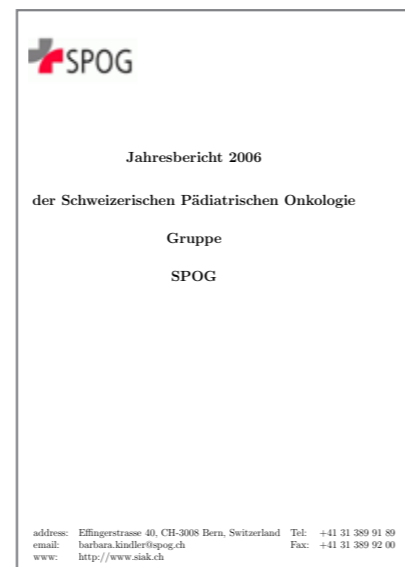 SPOG
Jahresbericht 2006
der Schweizerischen Pädiatrischen Onkologie
Gruppe
SPOG
address: Effingerstrasse 40, CH-3008 Bern, Switzerland Tel: +41 31 389 91 89
email: barbara.kindler@spog.ch Fax: +41 31 389 92 00
www: http://www.siak.ch